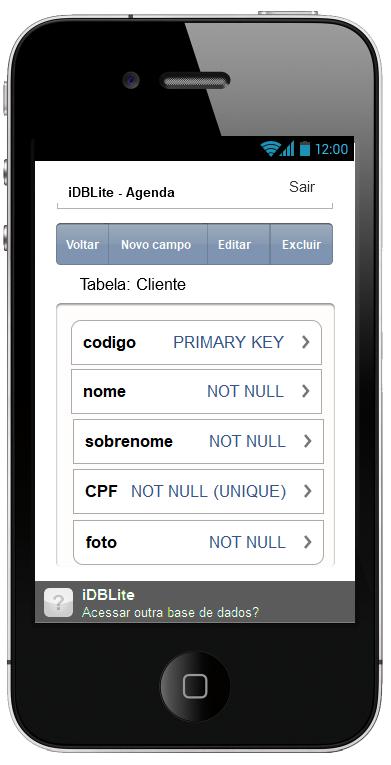 12:00
iDBLite - Agenda Sair
Voltar Novo campo Editar Excluir
Tabela: Cliente
codigo PRIMARY KEY
nome NOT NULL
sobrenome NOT NULL
CPF NOT NULL (UNIQUE)
foto NOT NULL
?
iDBLite
Acessar outra base de dados?